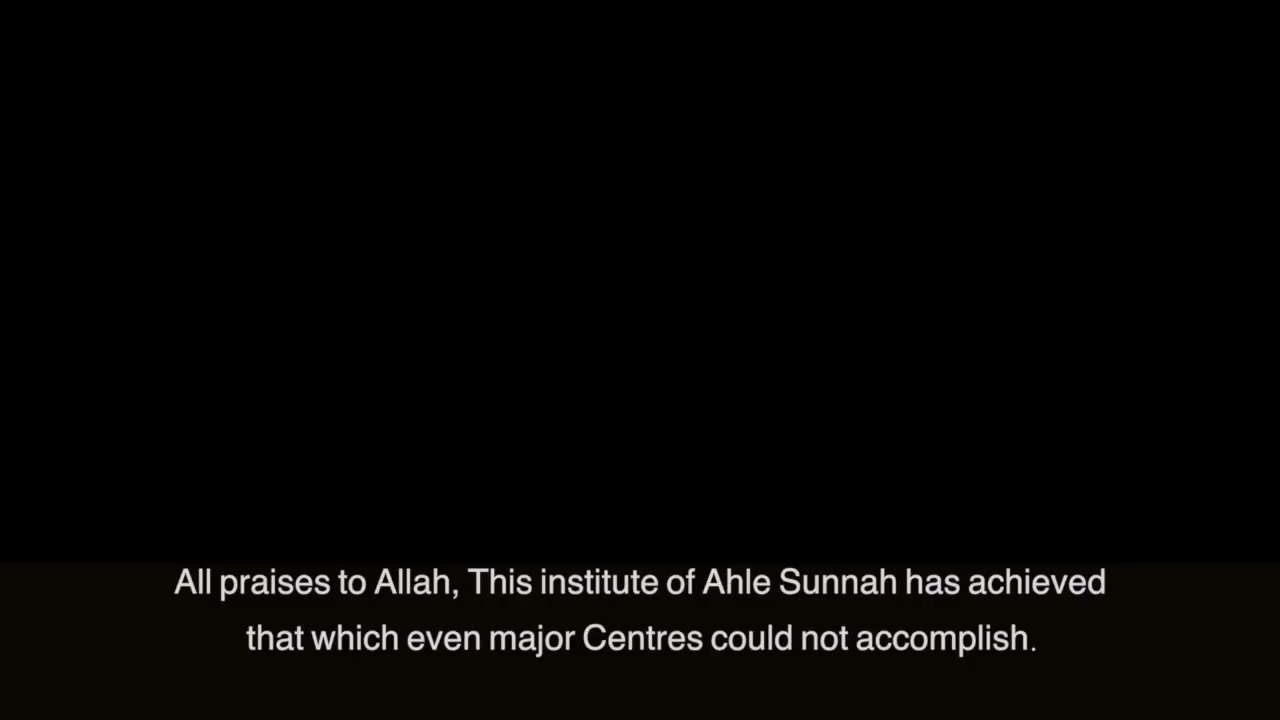 All praises to Allah, This institute of Ahle Sunnah has achieved
that which even major Centres could not accomplish.